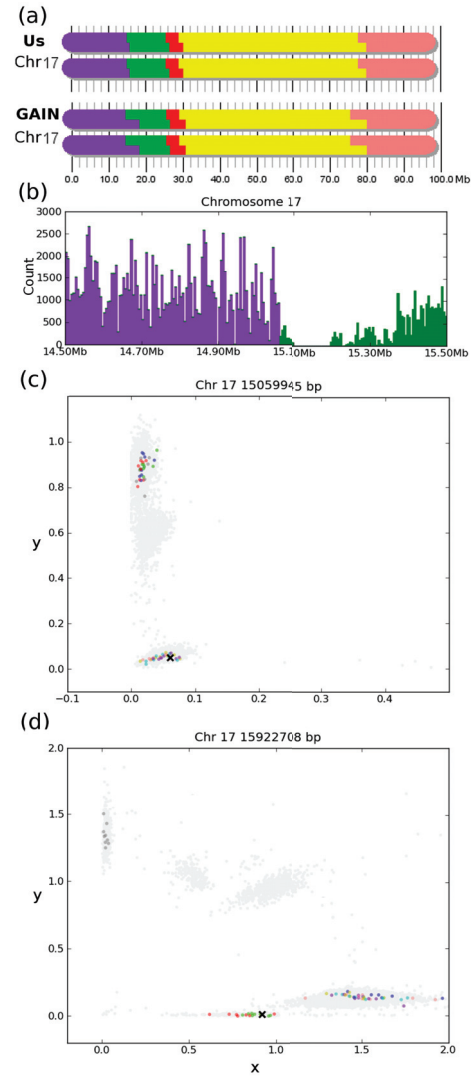 (a)
Us
Chr17
GAIN
Chr17
0.0 10.0 20.0 30.0 40.0 50.0 60.0 70.0 80.0 90.0 100.0 Mb
(b)
Chromosome 17
3000
2500
2000
1500
1000
500
0
Count
14.50Mb 14.70Mb 14.90Mb 15.10Mb 15.30Mb 15.50Mb
(c)
Chr 17 15059945 bp
1.0
0.8
0.6
0.4
0.2
0.0
y
−0.1 0.0 0.1 0.2 0.3 0.4
(d)
Chr 17 15922708 bp
2.0
1.5
1.0
0.5
0.0
y
0.0 0.5 1.0 1.5 2.0
x